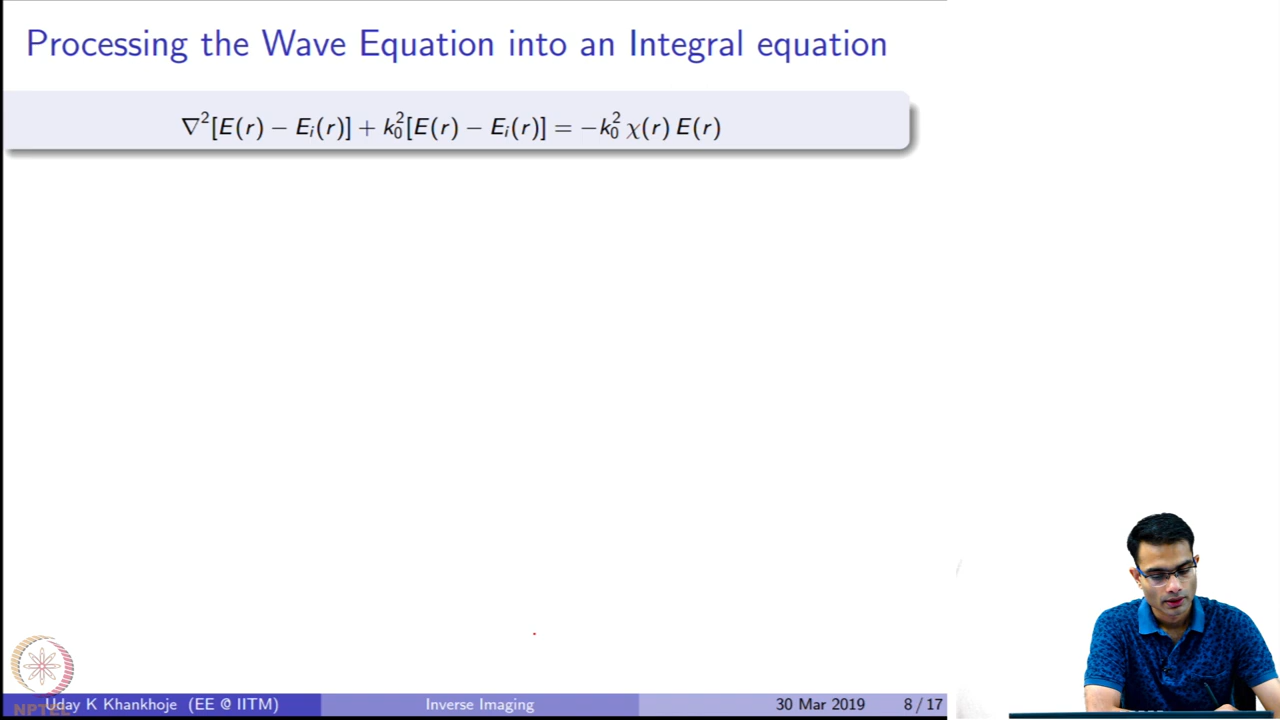 Processing the Wave Equation into an Integral equation
∇²[E(r) − Eᵢ(r)] + k₀²[E(r) − Eᵢ(r)] = −k₀² χ(r) E(r)
NPTEL
Uday K Khankhoje (EE @ IITM) Inverse Imaging 30 Mar 2019 8 / 17